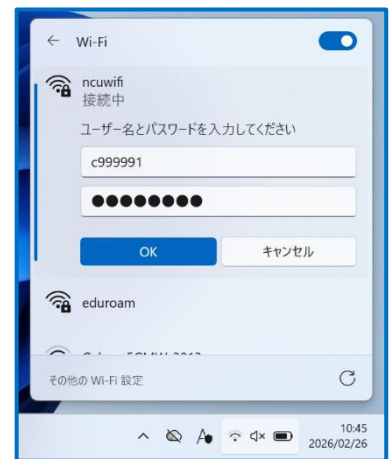 Wi-Fi
ncuwifi
接続中
ユーザー名とパスワードを入力してください
c999991
●●●●●●●●
OK
キャンセル
eduroam
その他の Wi-Fi 設定
10:45
2026/02/26